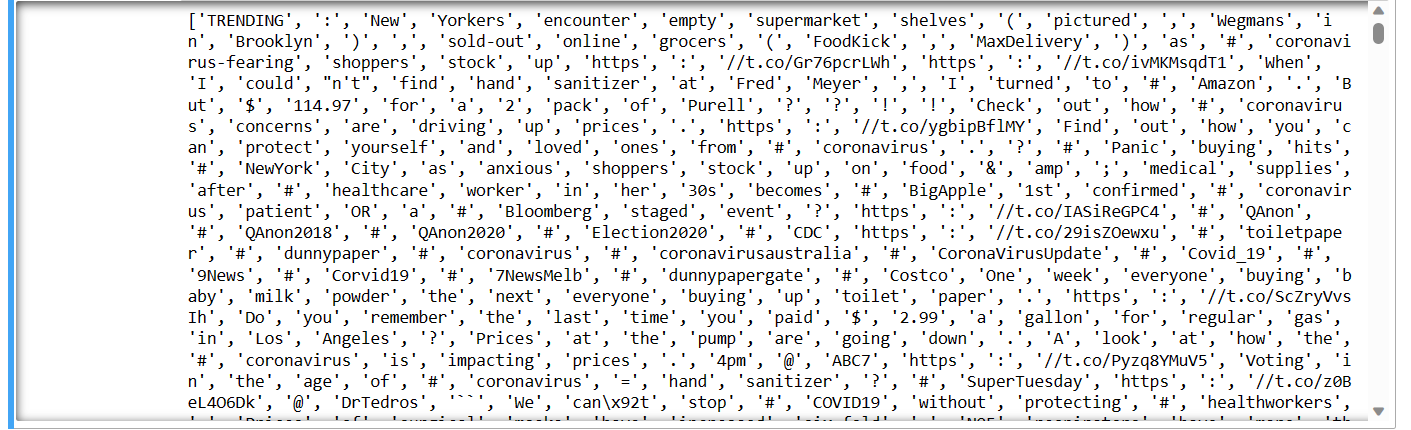 ['TRENDING', ':', 'New', 'Yorkers', 'encounter', 'empty', 'supermarket', 'shelves', '(', 'pictured', ',', 'Wegmans', 'i
n', 'Brooklyn', ')', ',', 'sold-out', 'online', 'grocers', '(', 'FoodKick', ',', 'MaxDelivery', ')', 'as', '#', 'coronavi
rus-fearing', 'shoppers', 'stock', 'up', 'https', ':', '//t.co/Gr76pcrLWh', 'https', ':', '//t.co/ivMKMsqdT1', 'When',
'I', 'could', "n't", 'find', 'hand', 'sanitizer', 'at', 'Fred', 'Meyer', ',', 'I', 'turned', 'to', '#', 'Amazon', '.', 'B
ut', '$', '114.97', 'for', 'a', '2', 'pack', 'of', 'Purell', '?', '?', '!', '!', 'Check', 'out', 'how', '#', 'coronaviru
s', 'concerns', 'are', 'driving', 'up', 'prices', '.', 'https', ':', '//t.co/ygbipBflMY', 'Find', 'out', 'how', 'you', 'c
an', 'protect', 'yourself', 'and', 'loved', 'ones', 'from', '#', 'coronavirus', '.', '?', '#', 'Panic', 'buying', 'hits',
'#', 'NewYork', 'City', 'as', 'anxious', 'shoppers', 'stock', 'up', 'on', 'food', '&', 'amp', ';', 'medical', 'supplies',
'after', '#', 'healthcare', 'worker', 'in', 'her', '30s', 'becomes', '#', 'BigApple', '1st', 'confirmed', '#', 'coronavir
us', 'patient', 'OR', 'a', '#', 'Bloomberg', 'staged', 'event', '?', 'https', ':', '//t.co/IASiReGPC4', '#', 'QAnon',
'#', 'QAnon2018', '#', 'QAnon2020', '#', 'Election2020', '#', 'CDC', 'https', ':', '//t.co/29isZOewxu', '#', 'toiletpape
r', '#', 'dunnypaper', '#', 'coronavirus', '#', 'coronavirusaustralia', '#', 'CoronaVirusUpdate', '#', 'Covid_19', '#',
'9News', '#', 'Corvid19', '#', '7NewsMelb', '#', 'dunnypapergate', '#', 'Costco', 'One', 'week', 'everyone', 'buying', 'b
aby', 'milk', 'powder', 'the', 'next', 'everyone', 'buying', 'up', 'toilet', 'paper', '.', 'https', ':', '//t.co/ScZryVvs
Ih', 'Do', 'you', 'remember', 'the', 'last', 'time', 'you', 'paid', '$', '2.99', 'a', 'gallon', 'for', 'regular', 'gas',
'in', 'Los', 'Angeles', '?', 'Prices', 'at', 'the', 'pump', 'are', 'going', 'down', '.', 'A', 'look', 'at', 'how', 'the',
'#', 'coronavirus', 'is', 'impacting', 'prices', '.', '4pm', '@', 'ABC7', 'https', ':', '//t.co/Pyzq8YMuV5', 'Voting', 'i
n', 'the', 'age', 'of', '#', 'coronavirus', '=', 'hand', 'sanitizer', '?', '#', 'SuperTuesday', 'https', ':', '//t.co/z0B
eL4O6Dk', '@', 'DrTedros', '``', 'We', 'can\x92t', 'stop', '#', 'COVID19', 'without', 'protecting', '#', 'healthworkers',